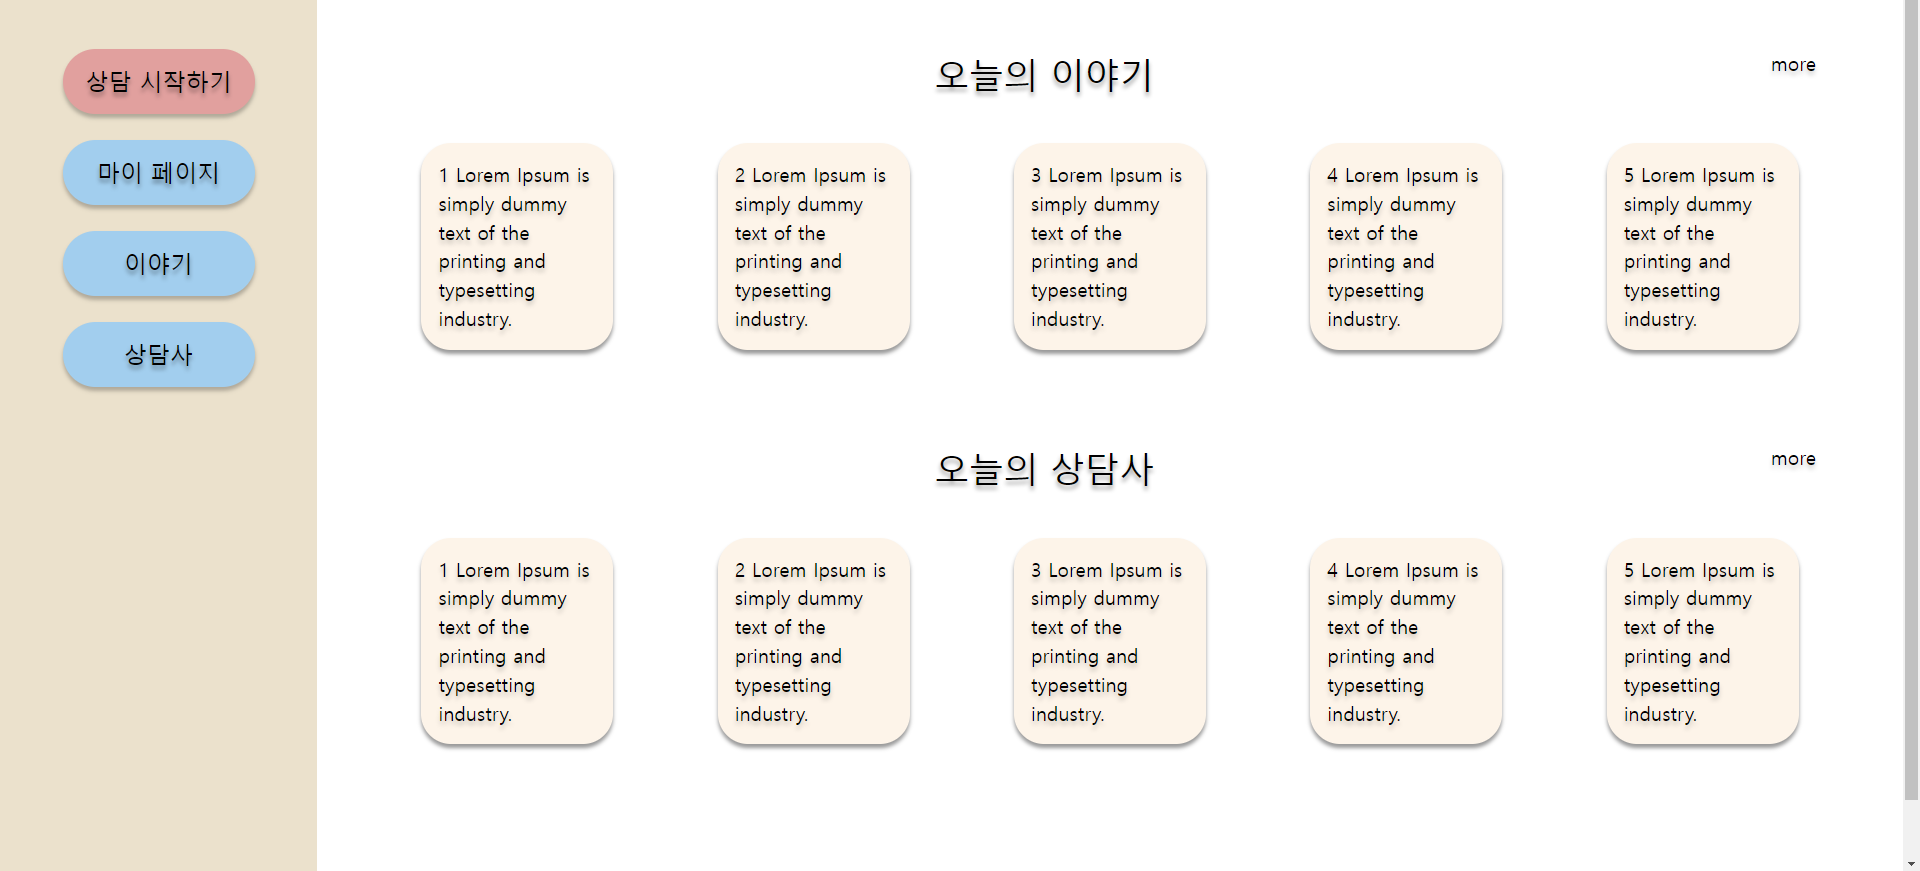 상담 시작하기
마이 페이지
이야기
상담사
오늘의 이야기
more
1 Lorem Ipsum is
simply dummy
text of the
printing and
typesetting
industry.
2 Lorem Ipsum is
simply dummy
text of the
printing and
typesetting
industry.
3 Lorem Ipsum is
simply dummy
text of the
printing and
typesetting
industry.
4 Lorem Ipsum is
simply dummy
text of the
printing and
typesetting
industry.
5 Lorem Ipsum is
simply dummy
text of the
printing and
typesetting
industry.
오늘의 상담사
more
1 Lorem Ipsum is
simply dummy
text of the
printing and
typesetting
industry.
2 Lorem Ipsum is
simply dummy
text of the
printing and
typesetting
industry.
3 Lorem Ipsum is
simply dummy
text of the
printing and
typesetting
industry.
4 Lorem Ipsum is
simply dummy
text of the
printing and
typesetting
industry.
5 Lorem Ipsum is
simply dummy
text of the
printing and
typesetting
industry.